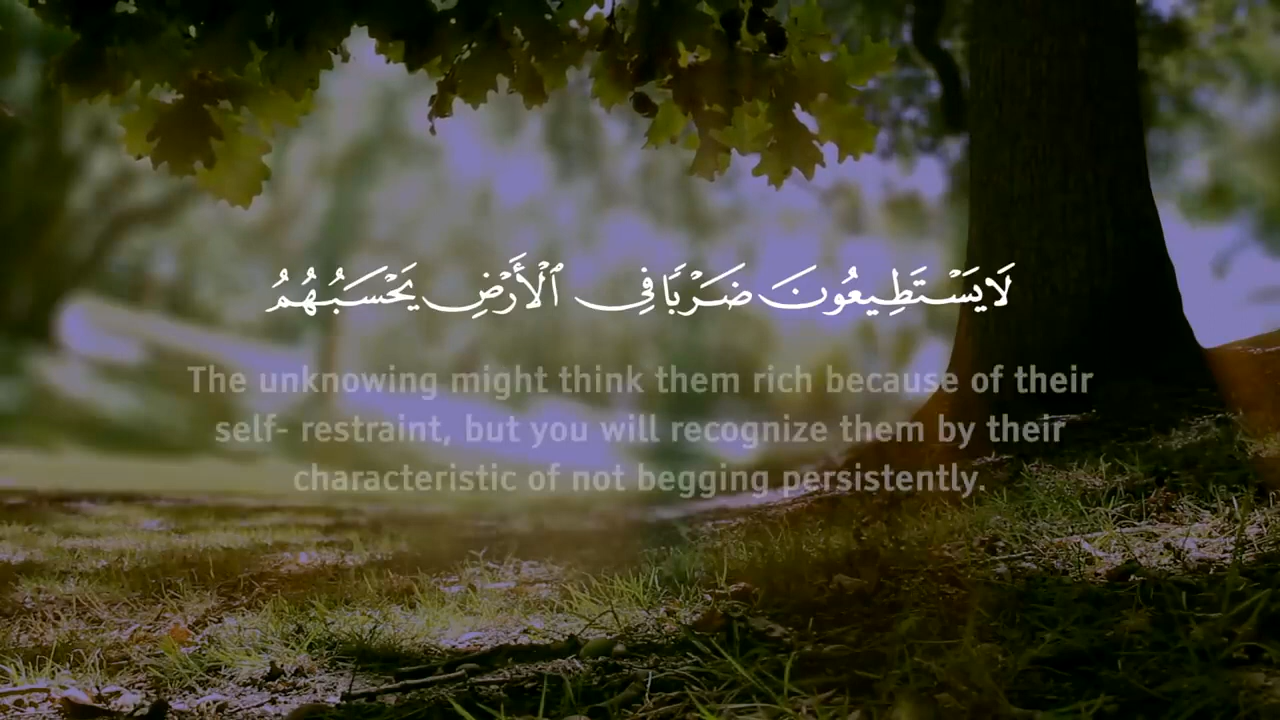 لَا يَسْتَطِيعُونَ ضَرْبًا فِى ٱلْأَرْضِ يَحْسَبُهُمُ
The unknowing might think them rich because of their
self- restraint, but you will recognize them by their
characteristic of not begging persistently.